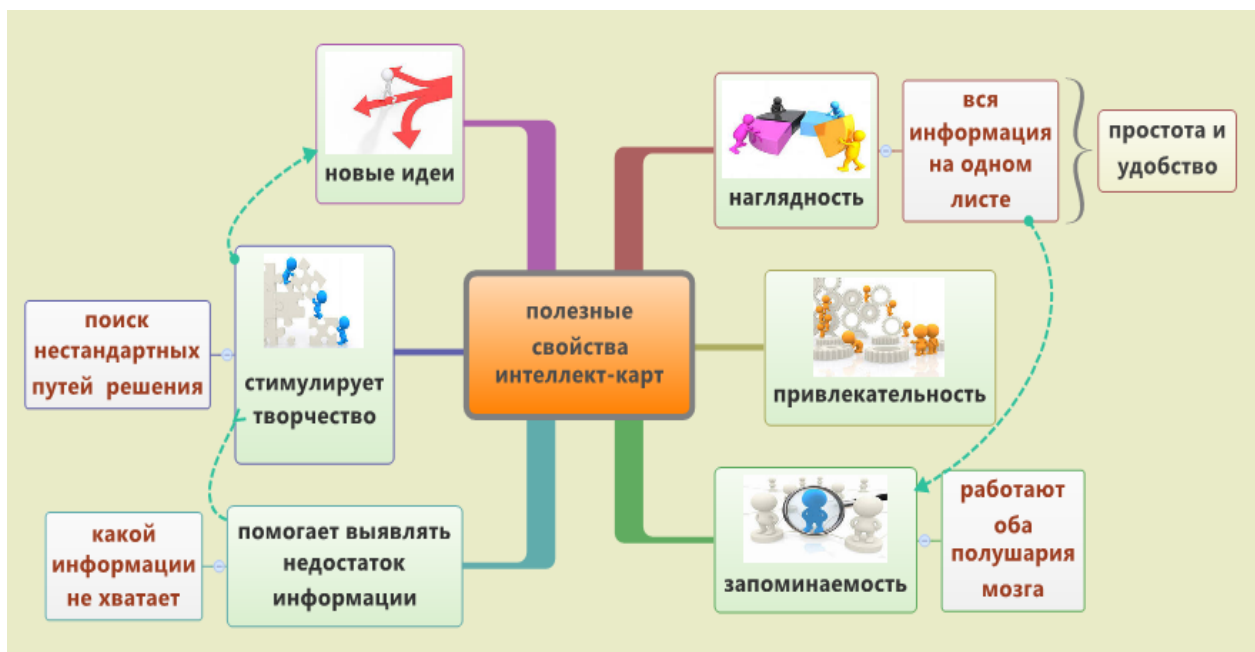 полезные
свойства
интеллект-карт
новые идеи
наглядность
вся
информация
на одном
листе
простота и
удобство
поиск
нестандартных
путей решения
стимулирует
творчество
привлекательность
какой
информации
не хватает
помогает выявлять
недостаток
информации
запоминаемость
работают
оба
полушария
мозга